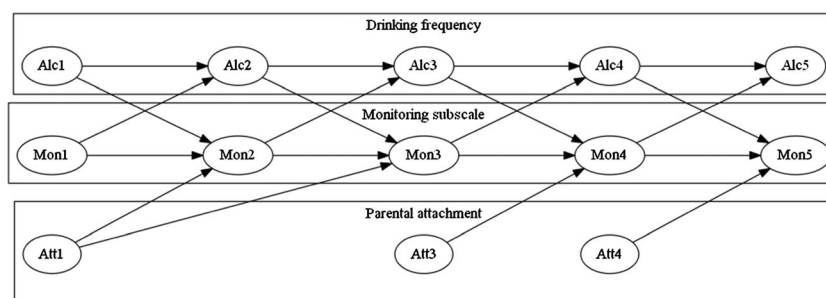 Drinking frequency
Alc1 Alc2 Alc3 Alc4 Alc5
Monitoring subscale
Mon1 Mon2 Mon3 Mon4 Mon5
Parental attachment
Att1 Att3 Att4